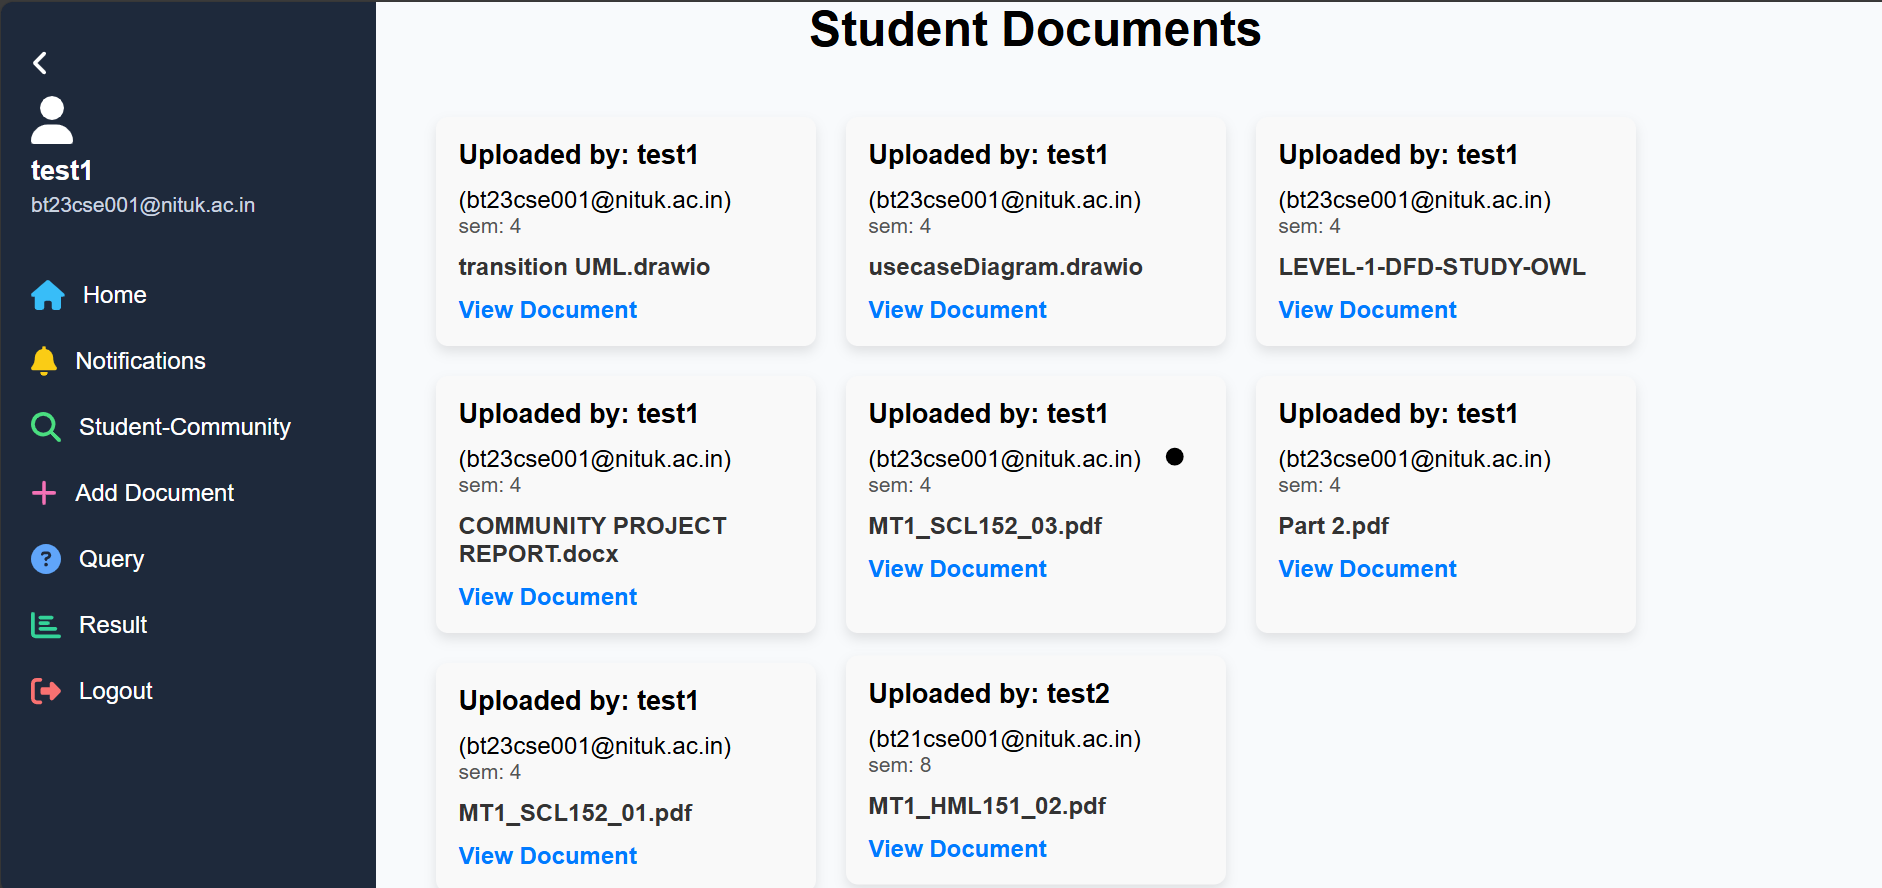 Student Documents
test1
bt23cse001@nituk.ac.in
Home
Notifications
Student-Community
Add Document
Query
Result
Logout
Uploaded by: test1
(bt23cse001@nituk.ac.in)
sem: 4
transition UML.drawio
View Document
Uploaded by: test1
(bt23cse001@nituk.ac.in)
sem: 4
usecaseDiagram.drawio
View Document
Uploaded by: test1
(bt23cse001@nituk.ac.in)
sem: 4
LEVEL-1-DFD-STUDY-OWL
View Document
Uploaded by: test1
(bt23cse001@nituk.ac.in)
sem: 4
COMMUNITY PROJECT
REPORT.docx
View Document
Uploaded by: test1
(bt23cse001@nituk.ac.in)
sem: 4
MT1_SCL152_03.pdf
View Document
Uploaded by: test1
(bt23cse001@nituk.ac.in)
sem: 4
Part 2.pdf
View Document
Uploaded by: test1
(bt23cse001@nituk.ac.in)
sem: 4
MT1_SCL152_01.pdf
View Document
Uploaded by: test2
(bt21cse001@nituk.ac.in)
sem: 8
MT1_HML151_02.pdf
View Document